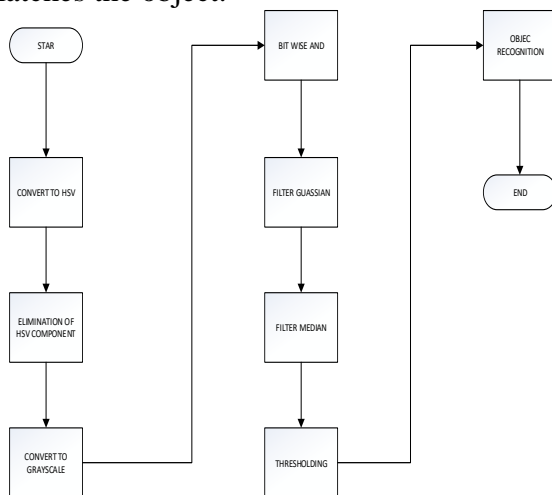 matches the object.
STAR
CONVERT TO HSV
ELIMINATION OF
HSV COMPONENT
CONVERT TO
GRAYSCALE
BIT WISE AND
FILTER GUASSIAN
FILTER MEDIAN
THRESHOLDING
OBJEC
RECOGNITION
END